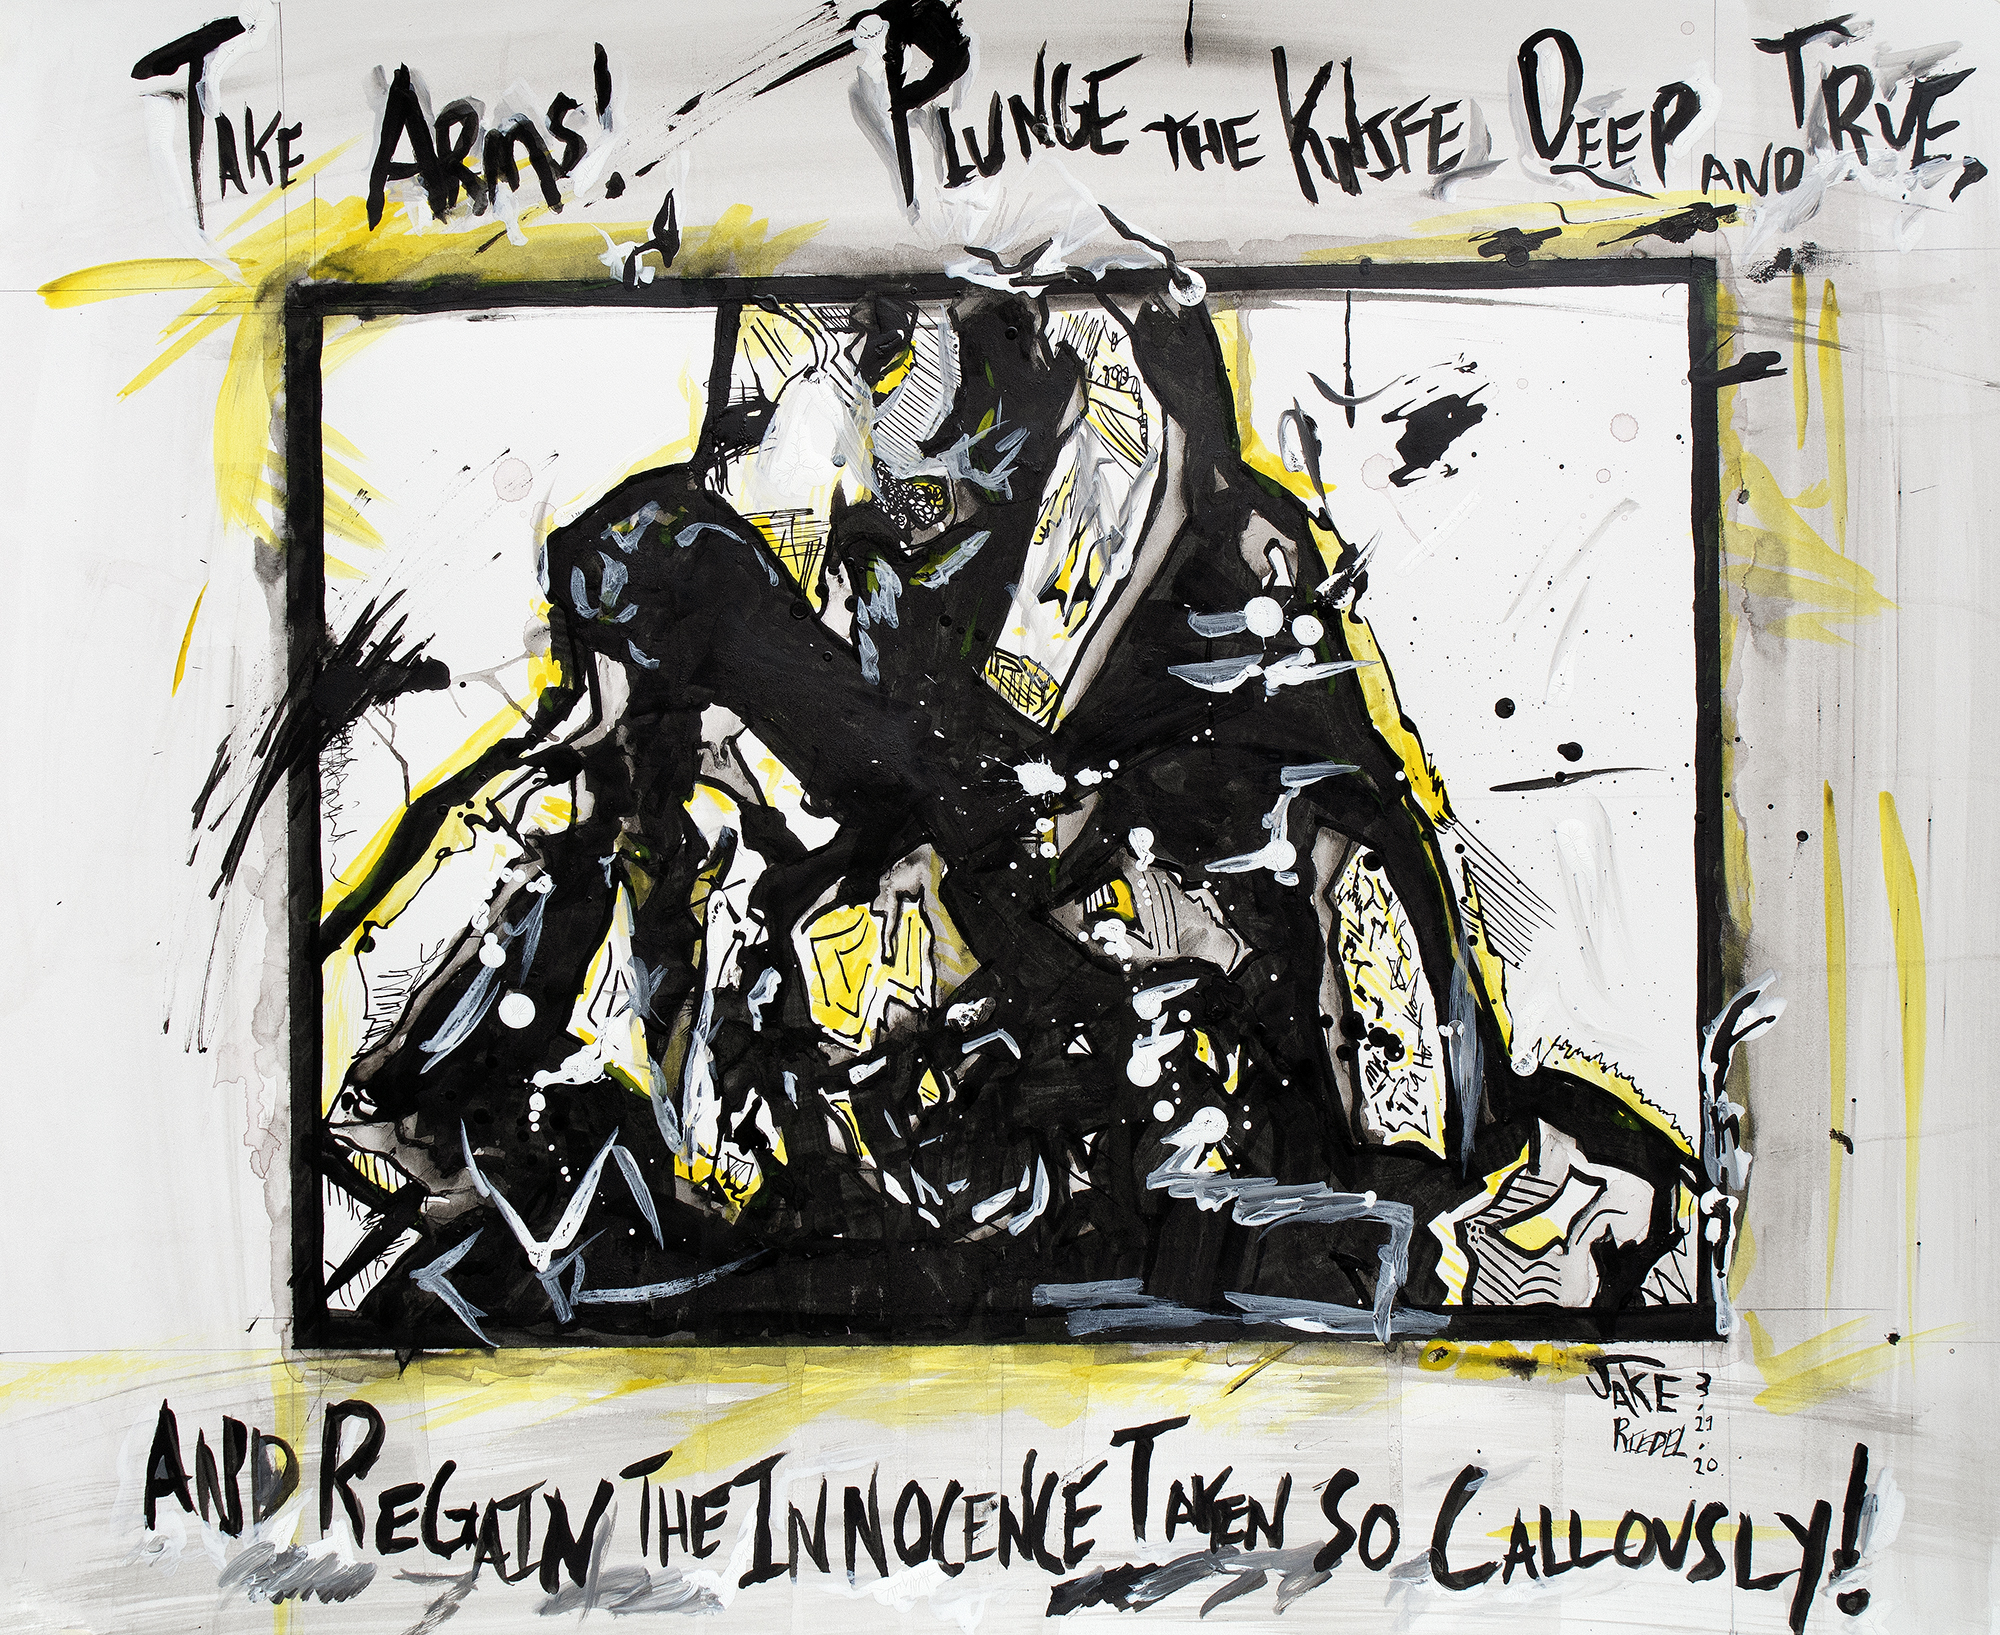 Take Arms! Plunge the Knife Deep and True,
Jake
Riedel
3.29.20
And Regain the Innocence Taken so Callously!